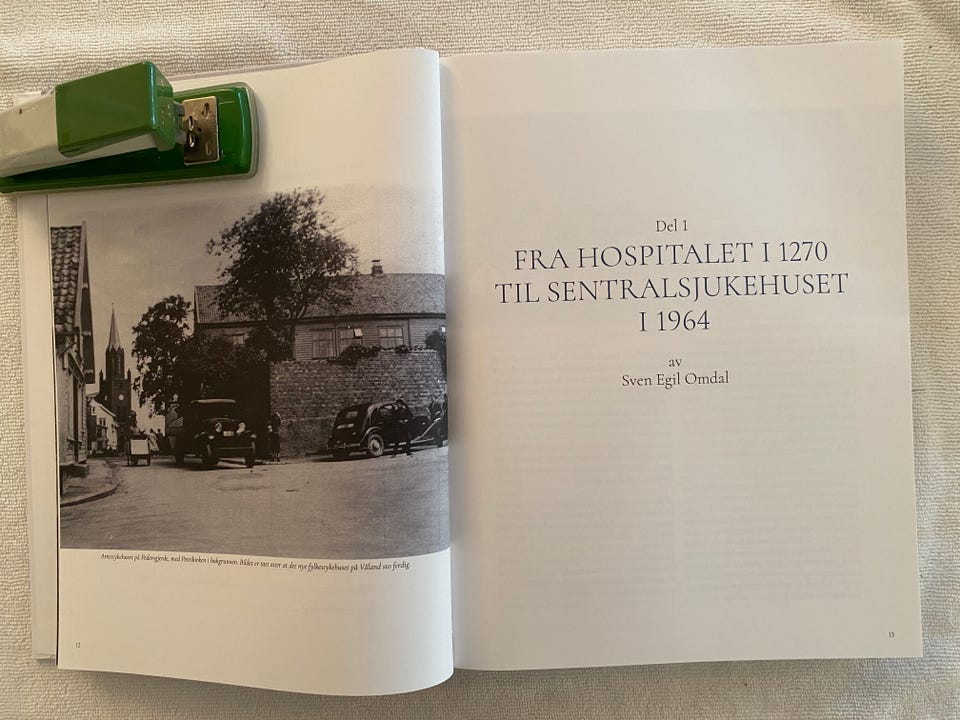 Amtssykehuset på Pedersgjerde, med Petrikirken i bakgrunnen. Bildet er tatt etter at det nye fylkessykehuset på Våland sto ferdig.
12
Del 1
FRA HOSPITALET I 1270
TIL SENTRALSJUKEHUSET
I 1964
av
Sven Egil Omdal
13